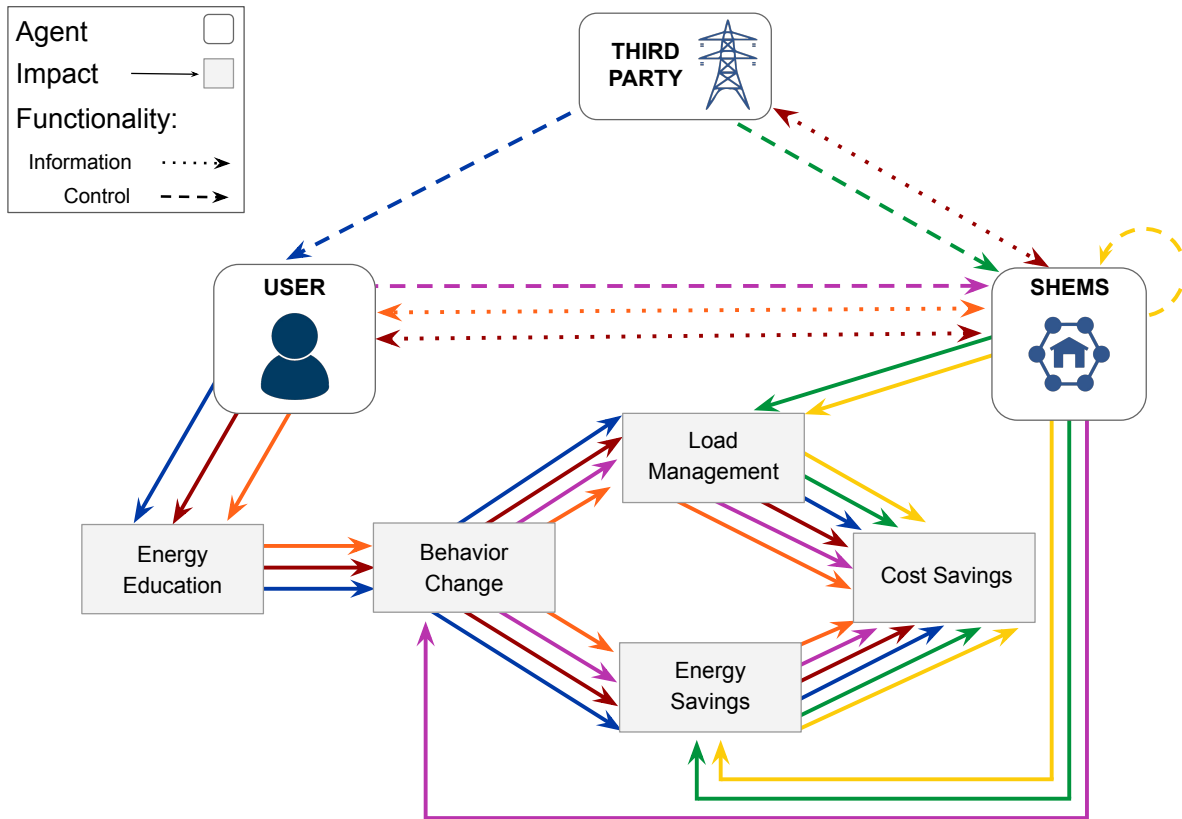 Agent
Impact
Functionality:
Information
Control
THIRD
PARTY
USER
SHEMS
Load
Management
Energy
Education
Behavior
Change
Cost Savings
Energy
Savings